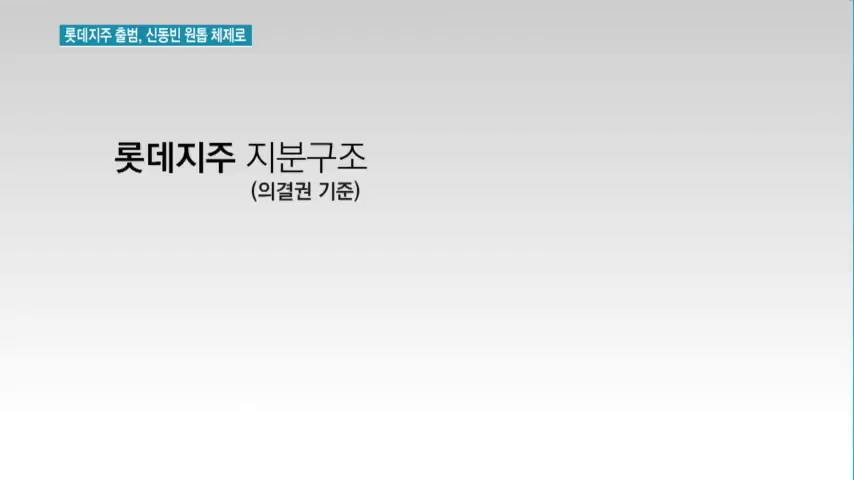 롯데지주 출범, 신동빈 원톱 체제로
롯데지주 지분구조
(의결권 기준)